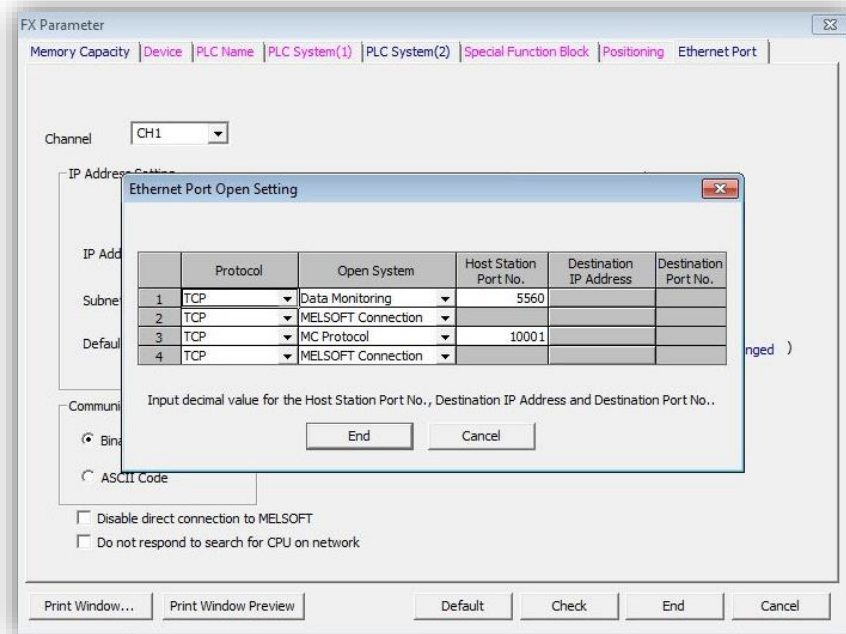 FX Parameter
Memory Capacity Device PLC Name PLC System(1) PLC System(2) Special Function Block Positioning Ethernet Port
Channel CH1
IP Address Setting
Ethernet Port Open Setting
IP Add
Subne
Defaul
Protocol Open System Host Station Port No. Destination IP Address Destination Port No.
1 TCP Data Monitoring 5560
2 TCP MELSOFT Connection
3 TCP MC Protocol 10001
4 TCP MELSOFT Connection
nged )
Input decimal value for the Host Station Port No., Destination IP Address and Destination Port No..
End Cancel
Communi
Bina
ASCII Code
Disable direct connection to MELSOFT
Do not respond to search for CPU on network
Print Window... Print Window Preview Default Check End Cancel